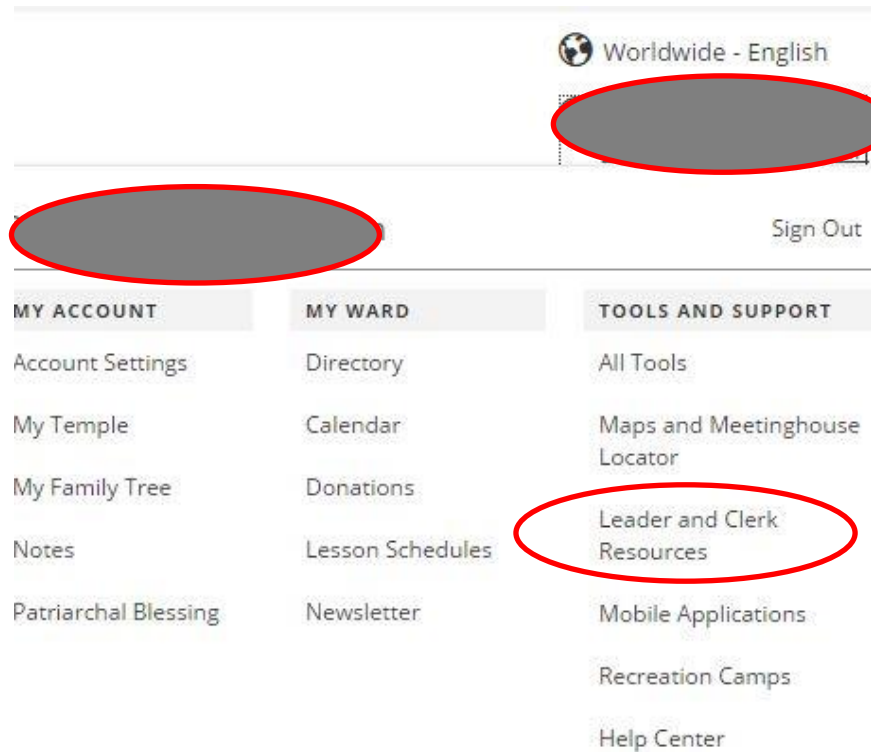 Worldwide - English
Sign Out
MY ACCOUNT
Account Settings
My Temple
My Family Tree
Notes
Patriarchal Blessing
MY WARD
Directory
Calendar
Donations
Lesson Schedules
Newsletter
TOOLS AND SUPPORT
All Tools
Maps and Meetinghouse
Locator
Leader and Clerk
Resources
Mobile Applications
Recreation Camps
Help Center